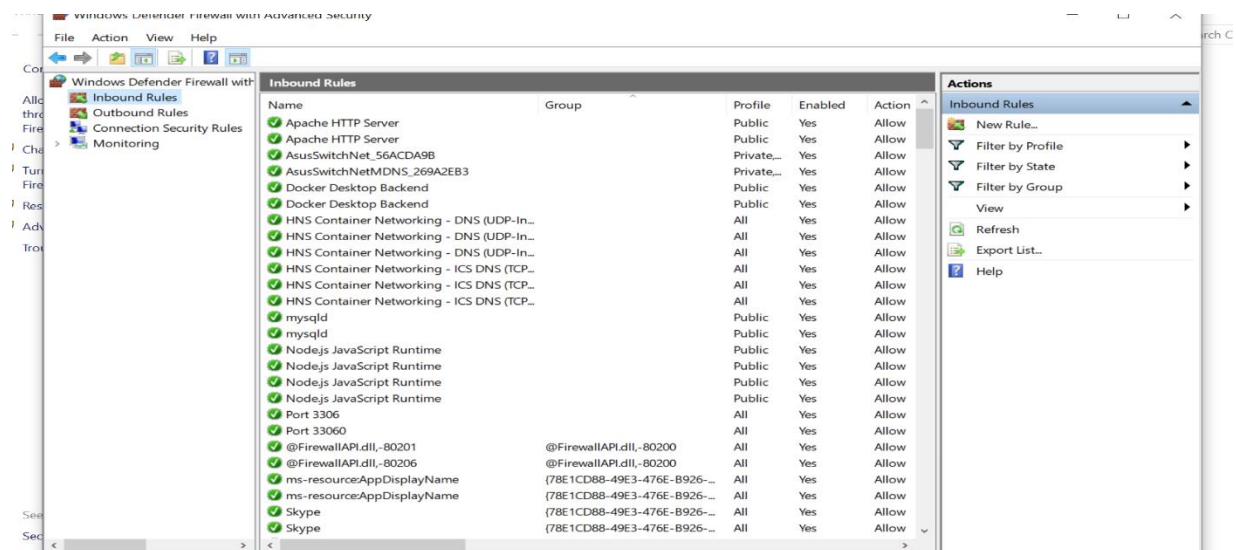 Windows Defender Firewall with Advanced Security
File Action View Help
Windows Defender Firewall with
Inbound Rules
Outbound Rules
Connection Security Rules
Monitoring
Inbound Rules
Name Group Profile Enabled Action
Apache HTTP Server Public Yes Allow
Apache HTTP Server Public Yes Allow
AsusSwitchNet_56ACDA9B Private,... Yes Allow
AsusSwitchNetMDNS_269A2EB3 Private,... Yes Allow
Docker Desktop Backend Public Yes Allow
Docker Desktop Backend Public Yes Allow
HNS Container Networking - DNS (UDP-In... All Yes Allow
HNS Container Networking - DNS (UDP-In... All Yes Allow
HNS Container Networking - DNS (UDP-In... All Yes Allow
HNS Container Networking - ICS DNS (TCP... All Yes Allow
HNS Container Networking - ICS DNS (TCP... All Yes Allow
HNS Container Networking - ICS DNS (TCP... All Yes Allow
mysqld Public Yes Allow
mysqld Public Yes Allow
Node.js JavaScript Runtime Public Yes Allow
Node.js JavaScript Runtime Public Yes Allow
Node.js JavaScript Runtime Public Yes Allow
Node.js JavaScript Runtime Public Yes Allow
Port 3306 All Yes Allow
Port 33060 All Yes Allow
@FirewallAPI.dll,-80201 @FirewallAPI.dll,-80200 All Yes Allow
@FirewallAPI.dll,-80206 @FirewallAPI.dll,-80200 All Yes Allow
ms-resource:AppDisplayName {78E1CD88-49E3-476E-B926-... All Yes Allow
ms-resource:AppDisplayName {78E1CD88-49E3-476E-B926-... All Yes Allow
Skype {78E1CD88-49E3-476E-B926-... All Yes Allow
Skype {78E1CD88-49E3-476E-B926-... All Yes Allow
Actions
Inbound Rules
New Rule...
Filter by Profile
Filter by State
Filter by Group
View
Refresh
Export List...
Help